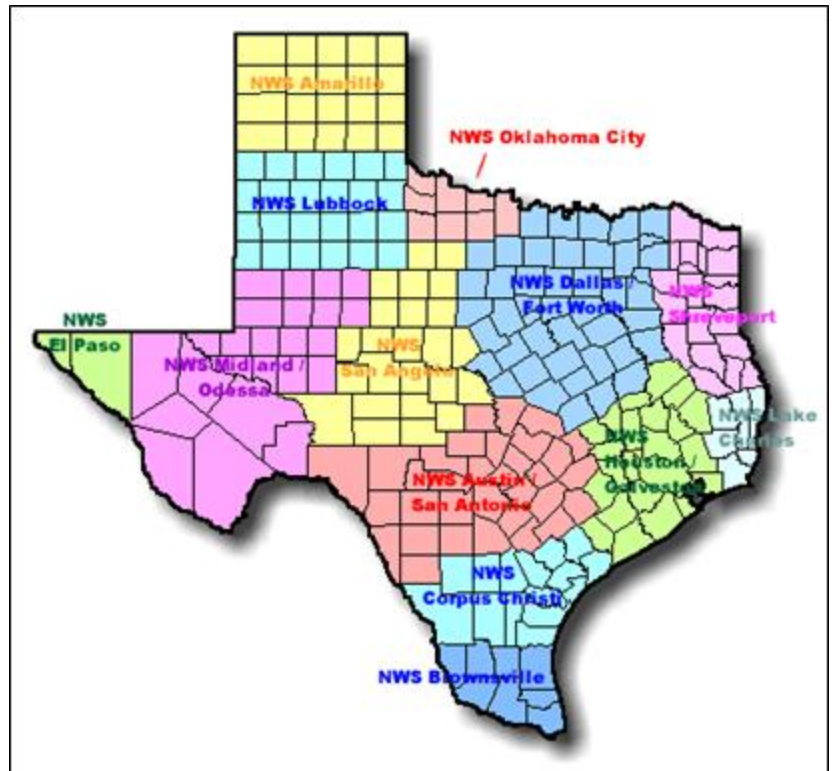 NWS Amarillo
NWS Oklahoma City
NWS Lubbock
NWS Dallas /
Fort Worth
NWS
Shreveport
NWS
El Paso
NWS Midland /
Odessa
NWS
San Angelo
NWS Lake
Charles
NWS
Houston /
Galveston
NWS Austin /
San Antonio
NWS
Corpus Christi
NWS Brownsville